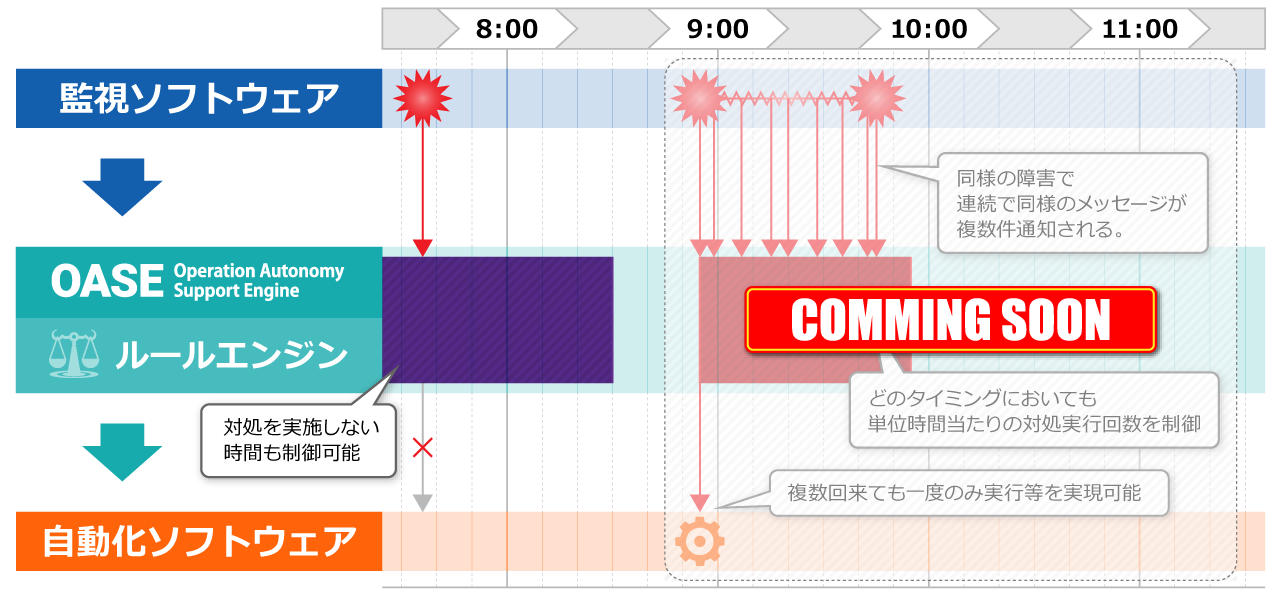 8:00
9:00
10:00
11:00
監視ソフトウェア
同様の障害で
連続で同様のメッセージが
複数件通知される。
OASE Operation Autonomy
Support Engine
COMMING SOON
ルールエンジン
どのタイミングにおいても
単位時間当たりの対処実行回数を制御
対処を実施しない
時間も制御可能
複数回来ても一度のみ実行等を実現可能
自動化ソフトウェア